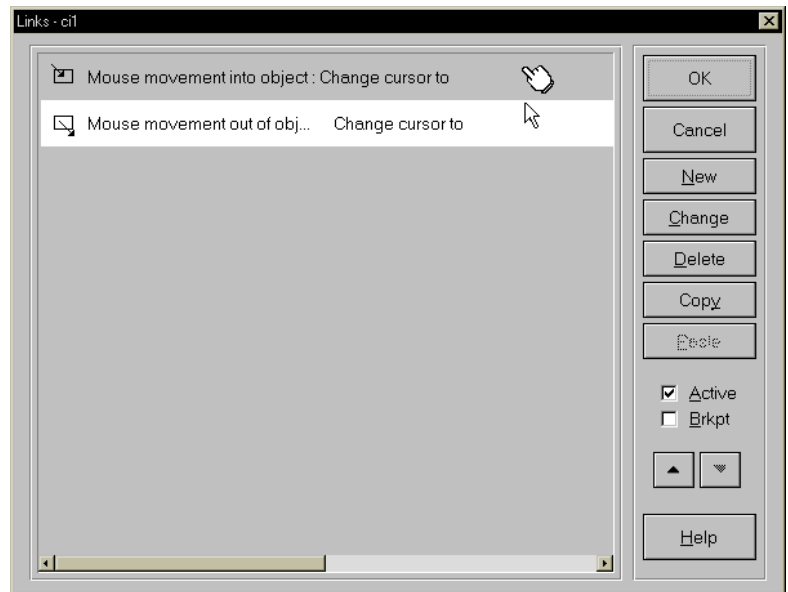 Links - ci1
Mouse movement into object : Change cursor to
Mouse movement out of obj... Change cursor to
OK
Cancel
New
Change
Delete
Copy
Paste
Active
Brkpt
Help